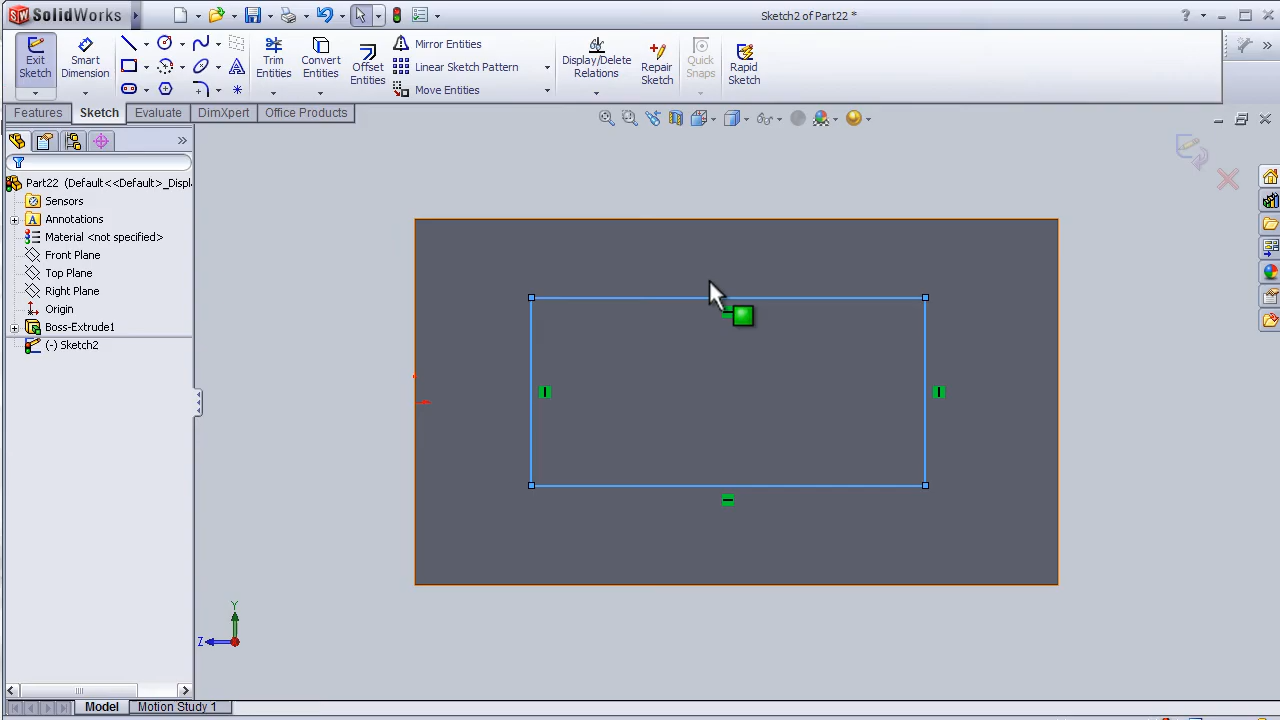 SolidWorks
Sketch2 of Part22 *
Exit Sketch
Smart Dimension
Trim Entities
Convert Entities
Offset Entities
Mirror Entities
Linear Sketch Pattern
Move Entities
Display/Delete Relations
Repair Sketch
Quick Snaps
Rapid Sketch
Features
Sketch
Evaluate
DimXpert
Office Products
Part22 (Default<<Default>_Displ
Sensors
Annotations
Material <not specified>
Front Plane
Top Plane
Right Plane
Origin
Boss-Extrude1
(-) Sketch2
Y
Z
Model
Motion Study 1